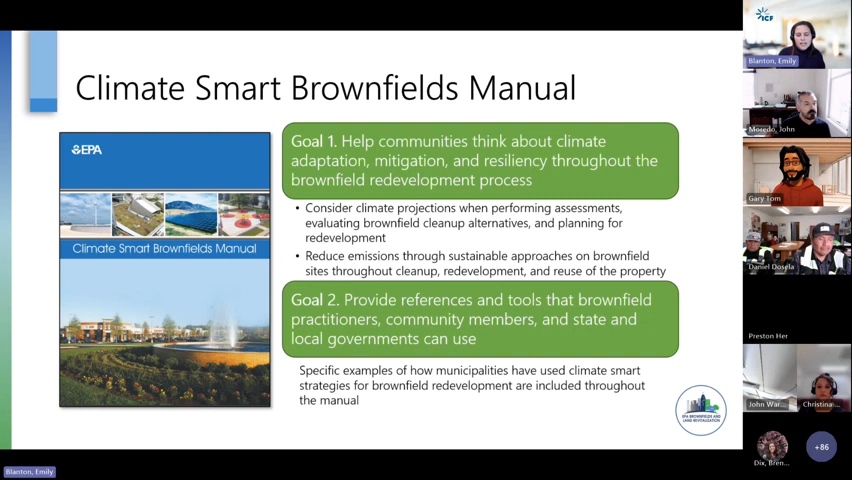 Climate Smart Brownfields Manual
EPA
Climate Smart Brownfields Manual
Goal 1. Help communities think about climate
adaptation, mitigation, and resiliency throughout the
brownfield redevelopment process
• Consider climate projections when performing assessments,
evaluating brownfield cleanup alternatives, and planning for
redevelopment
• Reduce emissions through sustainable approaches on brownfield
sites throughout cleanup, redevelopment, and reuse of the property
Goal 2. Provide references and tools that brownfield
practitioners, community members, and state and
local governments can use
Specific examples of how municipalities have used climate smart
strategies for brownfield redevelopment are included throughout
the manual
EPA BROWNFIELDS AND
LAND REVITALIZATION
Blanton, Emily
ICF
Blanton, Emily
Moredo, John
Gary Tom
Daniel Dosela
Preston Her
John War...
Christina ...
Dix, Bren...
+86